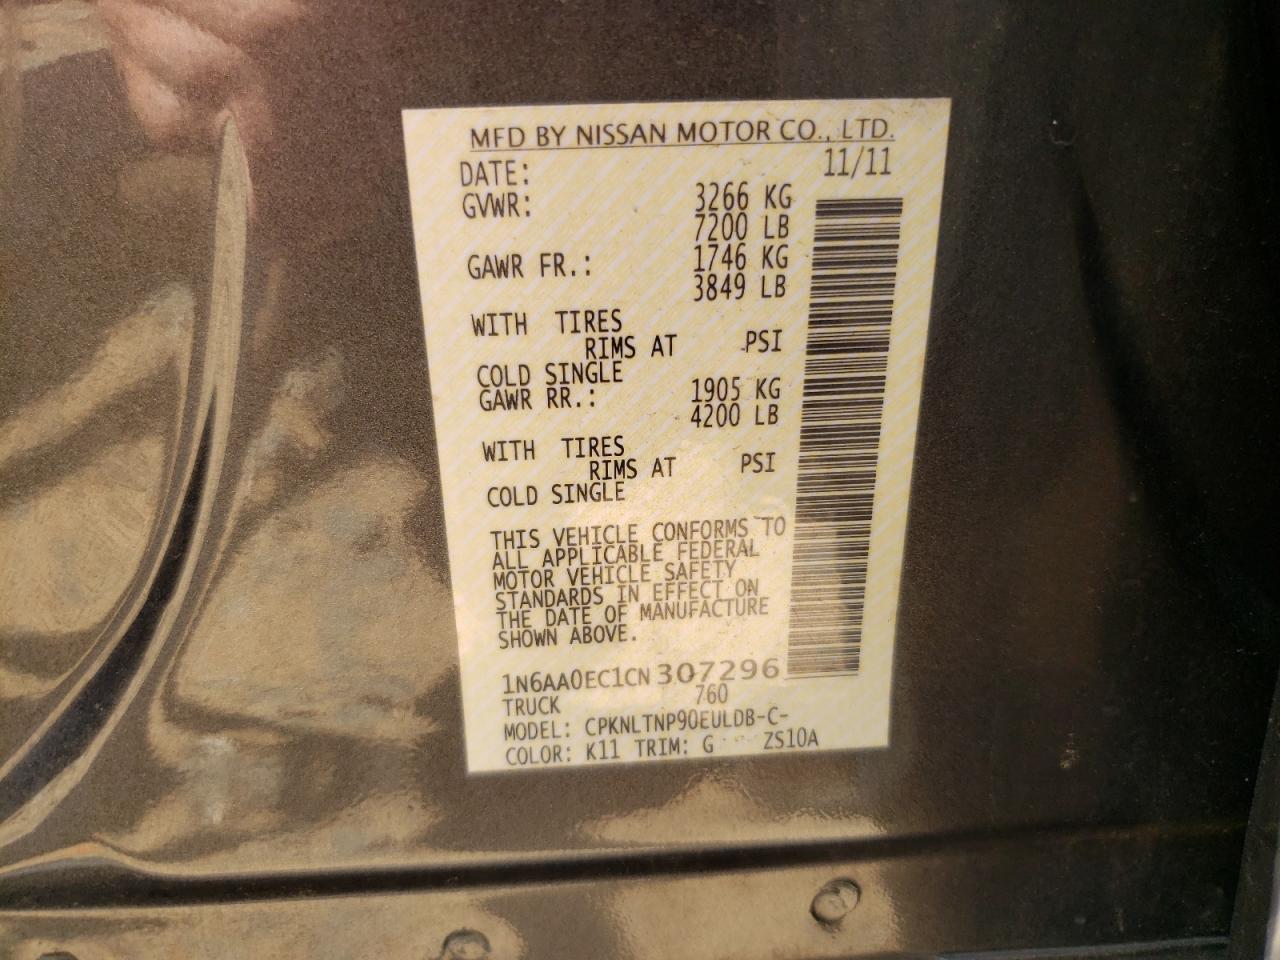 MFD BY NISSAN MOTOR CO., LTD.
DATE: 11/11
GVWR: 3266 KG
7200 LB
GAWR FR.: 1746 KG
3849 LB
WITH TIRES
RIMS AT PSI
COLD SINGLE
GAWR RR.: 1905 KG
4200 LB
WITH TIRES
RIMS AT PSI
COLD SINGLE
THIS VEHICLE CONFORMS TO
ALL APPLICABLE FEDERAL
MOTOR VEHICLE SAFETY
STANDARDS IN EFFECT ON
THE DATE OF MANUFACTURE
SHOWN ABOVE.
1N6AA0EC1CN307296
TRUCK 760
MODEL: CPKNLTNP90EULDB-C-
COLOR: K11 TRIM: G ZS10A